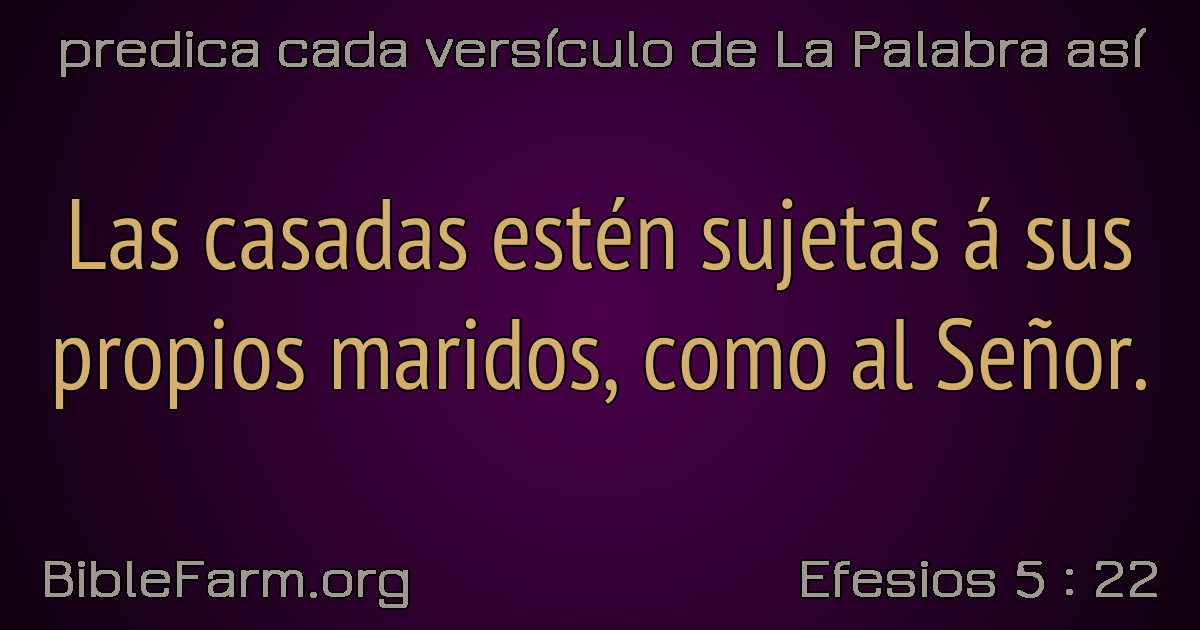 predica cada versículo de La Palabra así
Las casadas estén sujetas á sus
propios maridos, como al Señor.
BibleFarm.org
Efesios 5 : 22